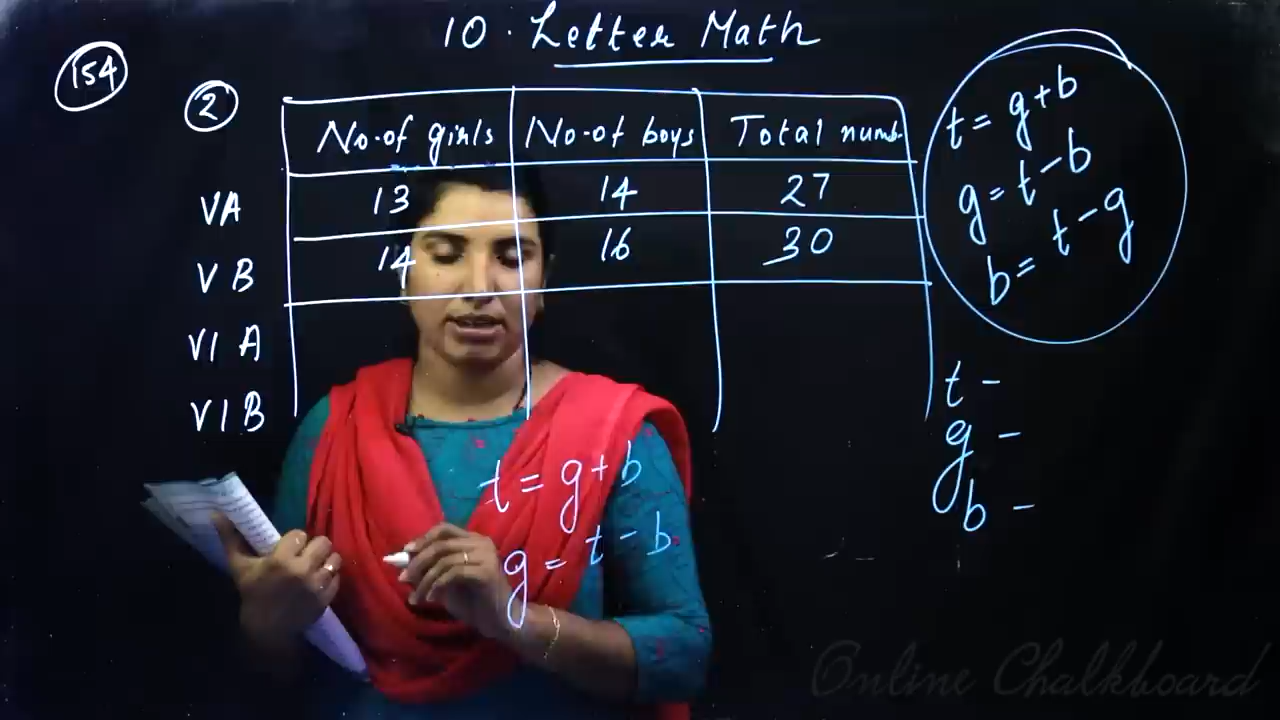 10. Letter Math
154
2
No. of girls No. of boys Total numb.
VA 13 14 27
VB 14 16 30
VI A
VI B
t = g + b
g = t - b
b = t - g
t -
g -
b -
t = g + b
g = t - b
Online Chalkboard